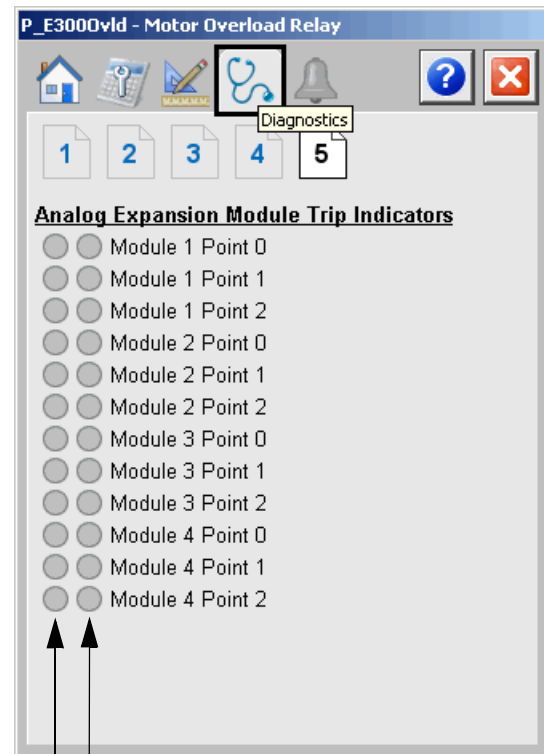 P_E300Ovld - Motor Overload Relay
?
Diagnostics
1 2 3 4 5
Analog Expansion Module Trip Indicators
Module 1 Point 0
Module 1 Point 1
Module 1 Point 2
Module 2 Point 0
Module 2 Point 1
Module 2 Point 2
Module 3 Point 0
Module 3 Point 1
Module 3 Point 2
Module 4 Point 0
Module 4 Point 1
Module 4 Point 2